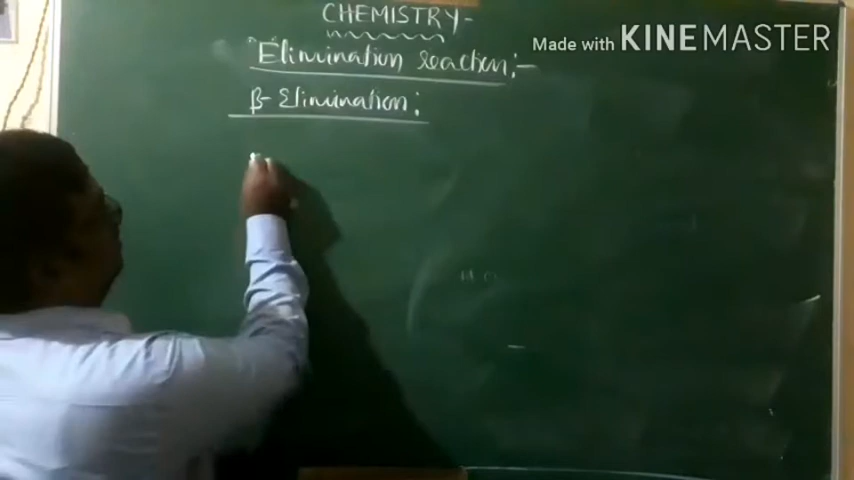 CHEMISTRY-
"Elimination reaction:-
β- Elimination:
Made with KINEMASTER